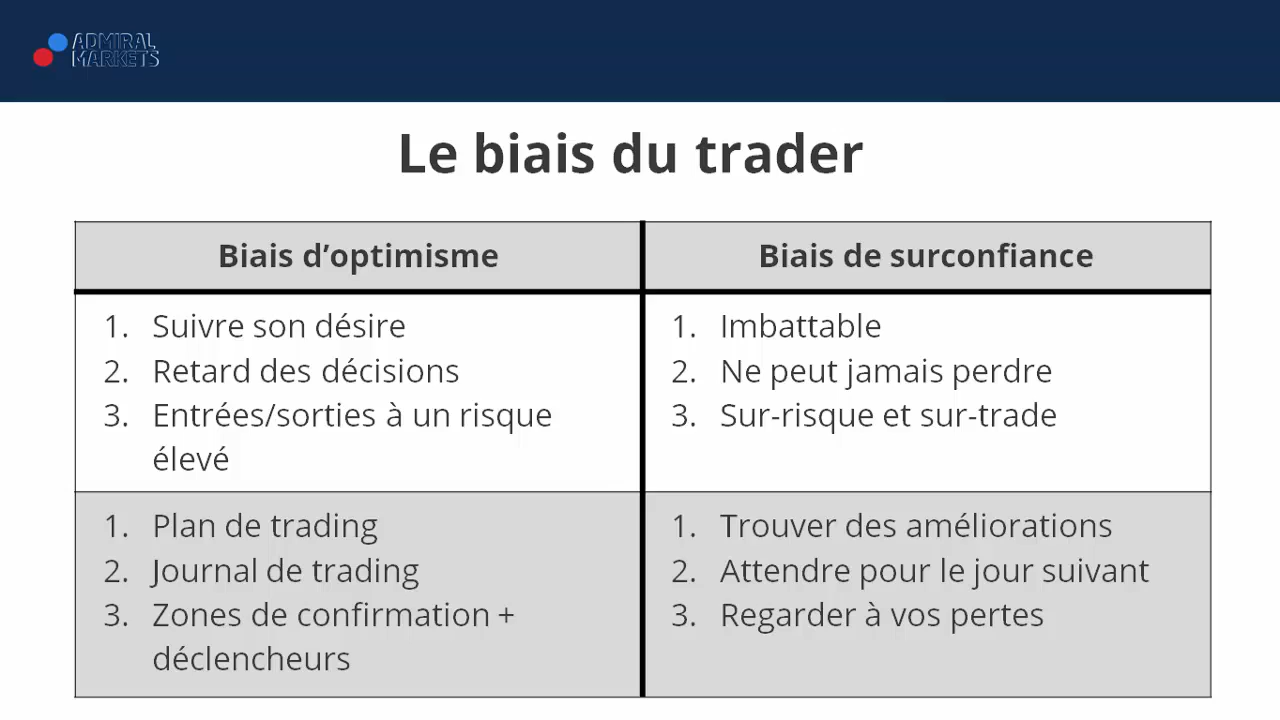 ADMIRAL
MARKETS
Le biais du trader
Biais d’optimisme
Biais de surconfiance
1. Suivre son désire
2. Retard des décisions
3. Entrées/sorties à un risque
élevé
1. Imbattable
2. Ne peut jamais perdre
3. Sur-risque et sur-trade
1. Plan de trading
2. Journal de trading
3. Zones de confirmation +
déclencheurs
1. Trouver des améliorations
2. Attendre pour le jour suivant
3. Regarder à vos pertes